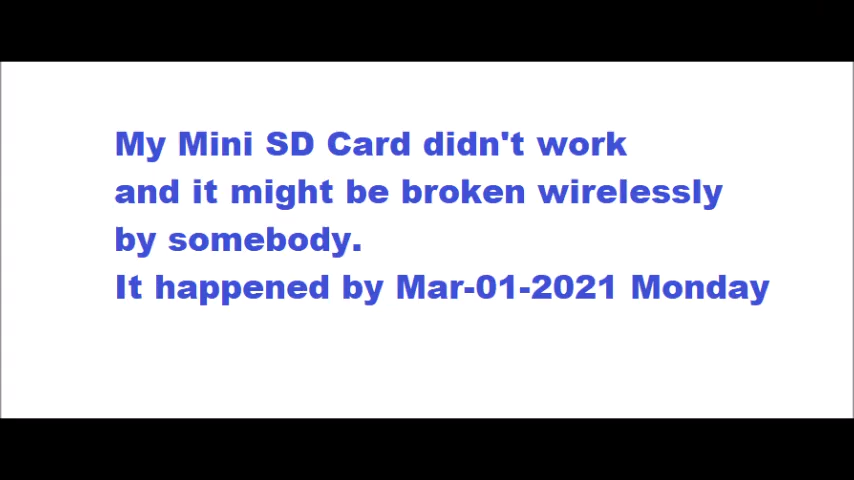 My Mini SD Card didn't work
and it might be broken wirelessly
by somebody.
It happened by Mar-01-2021 Monday